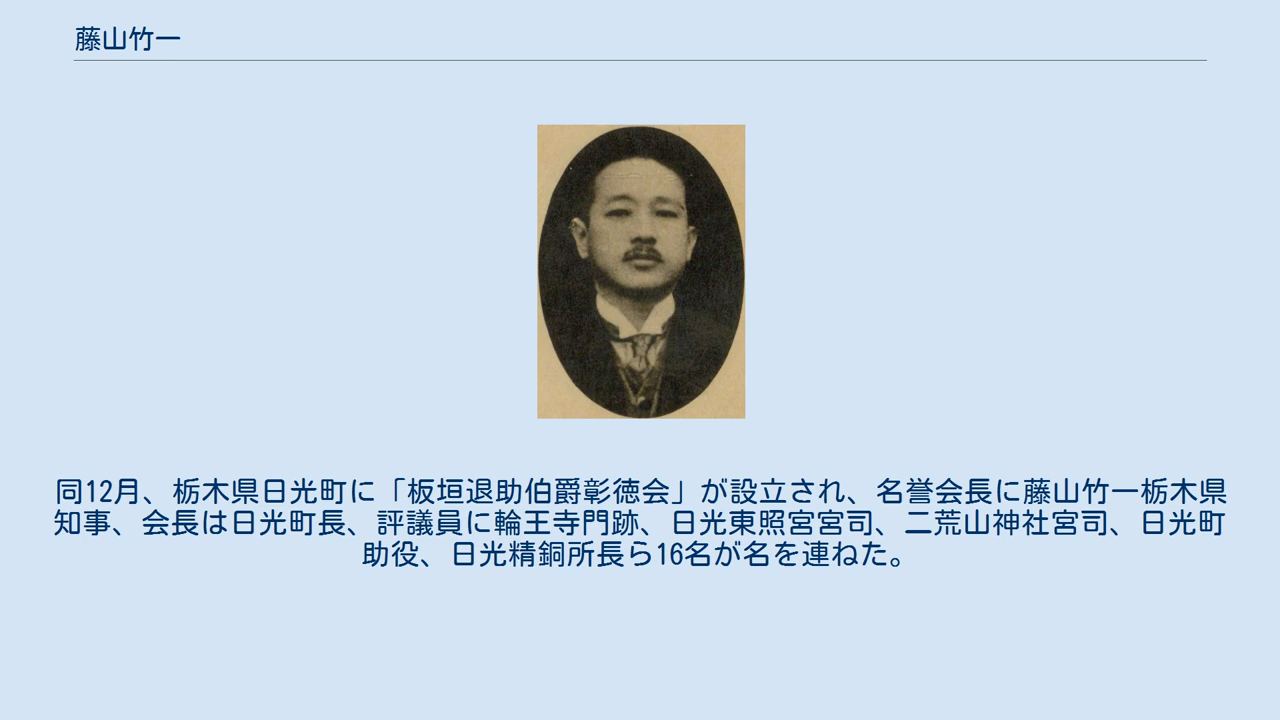 藤山竹一
同12月、栃木県日光町に「板垣退助伯爵彰徳会」が設立され、名誉会長に藤山竹一栃木県
知事、会長は日光町長、評議員に輪王寺門跡、日光東照宮宮司、二荒山神社宮司、日光町
助役、日光精銅所長ら16名が名を連ねた。